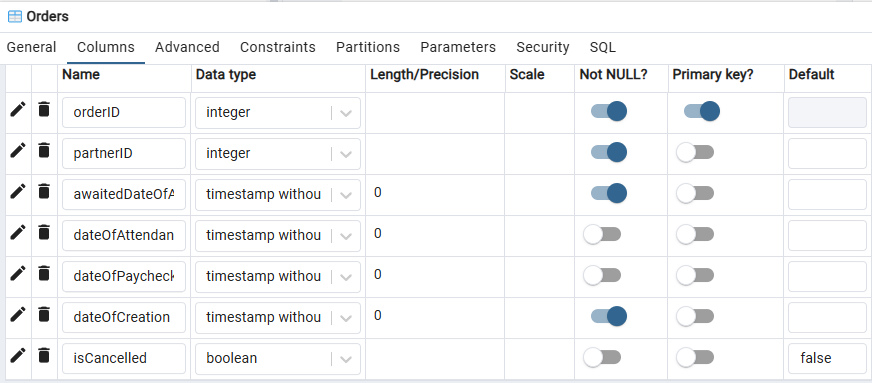 Orders
General Columns Advanced Constraints Partitions Parameters Security SQL
Name Data type Length/Precision Scale Not NULL? Primary key? Default
orderID integer
partnerID integer
awaitedDateOfA timestamp withou 0
dateOfAttendan timestamp withou 0
dateOfPaycheck timestamp withou 0
dateOfCreation timestamp withou 0
isCancelled boolean false